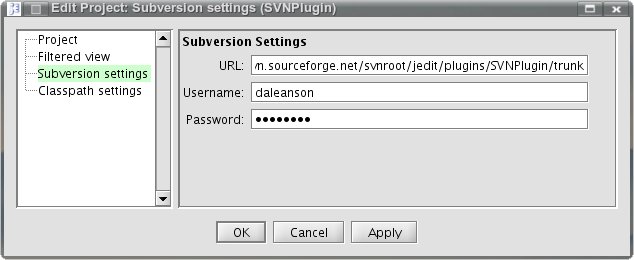 Edit Project: Subversion settings (SVNPlugin)
Project
Filtered view
Subversion settings
Classpath settings
Subversion Settings
URL: vn.sourceforge.net/svnroot/jedit/plugins/SVNPlugin/trunk
Username: daleanson
Password: ●●●●●●●●
OK Cancel Apply